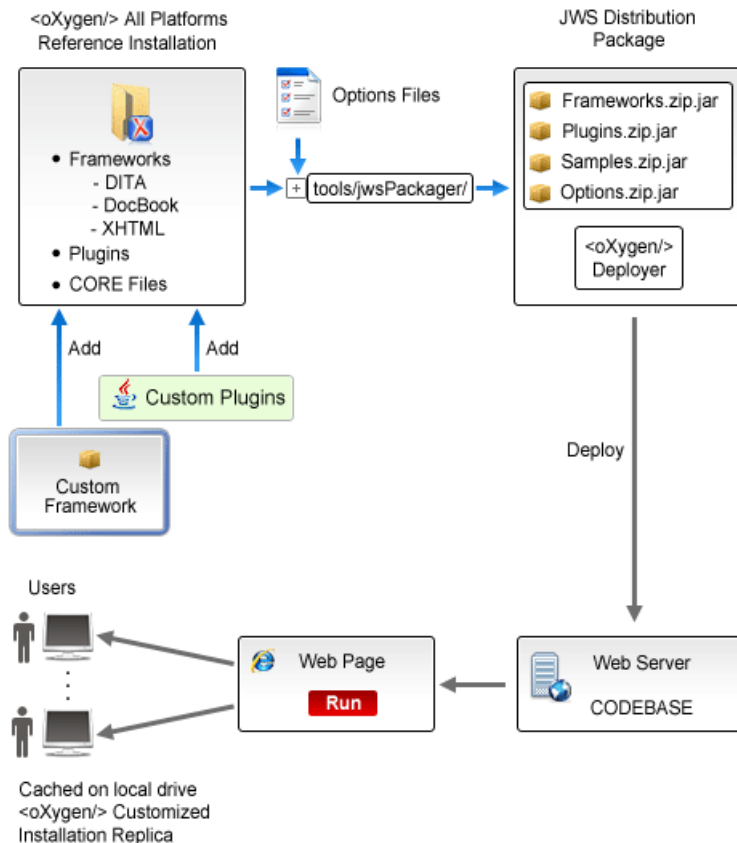 <oXygen/> All Platforms
Reference Installation
JWS Distribution
Package
Options Files
• Frameworks
- DITA
- DocBook
- XHTML
• Plugins
• CORE Files
+
tools/jwsPackager/
Frameworks.zip.jar
Plugins.zip.jar
Samples.zip.jar
Options.zip.jar
<oXygen/>
Deployer
Add
Add
Custom Plugins
Custom
Framework
Deploy
Users
Web Page
Run
Web Server
CODEBASE
Cached on local drive
<oXygen/> Customized
Installation Replica